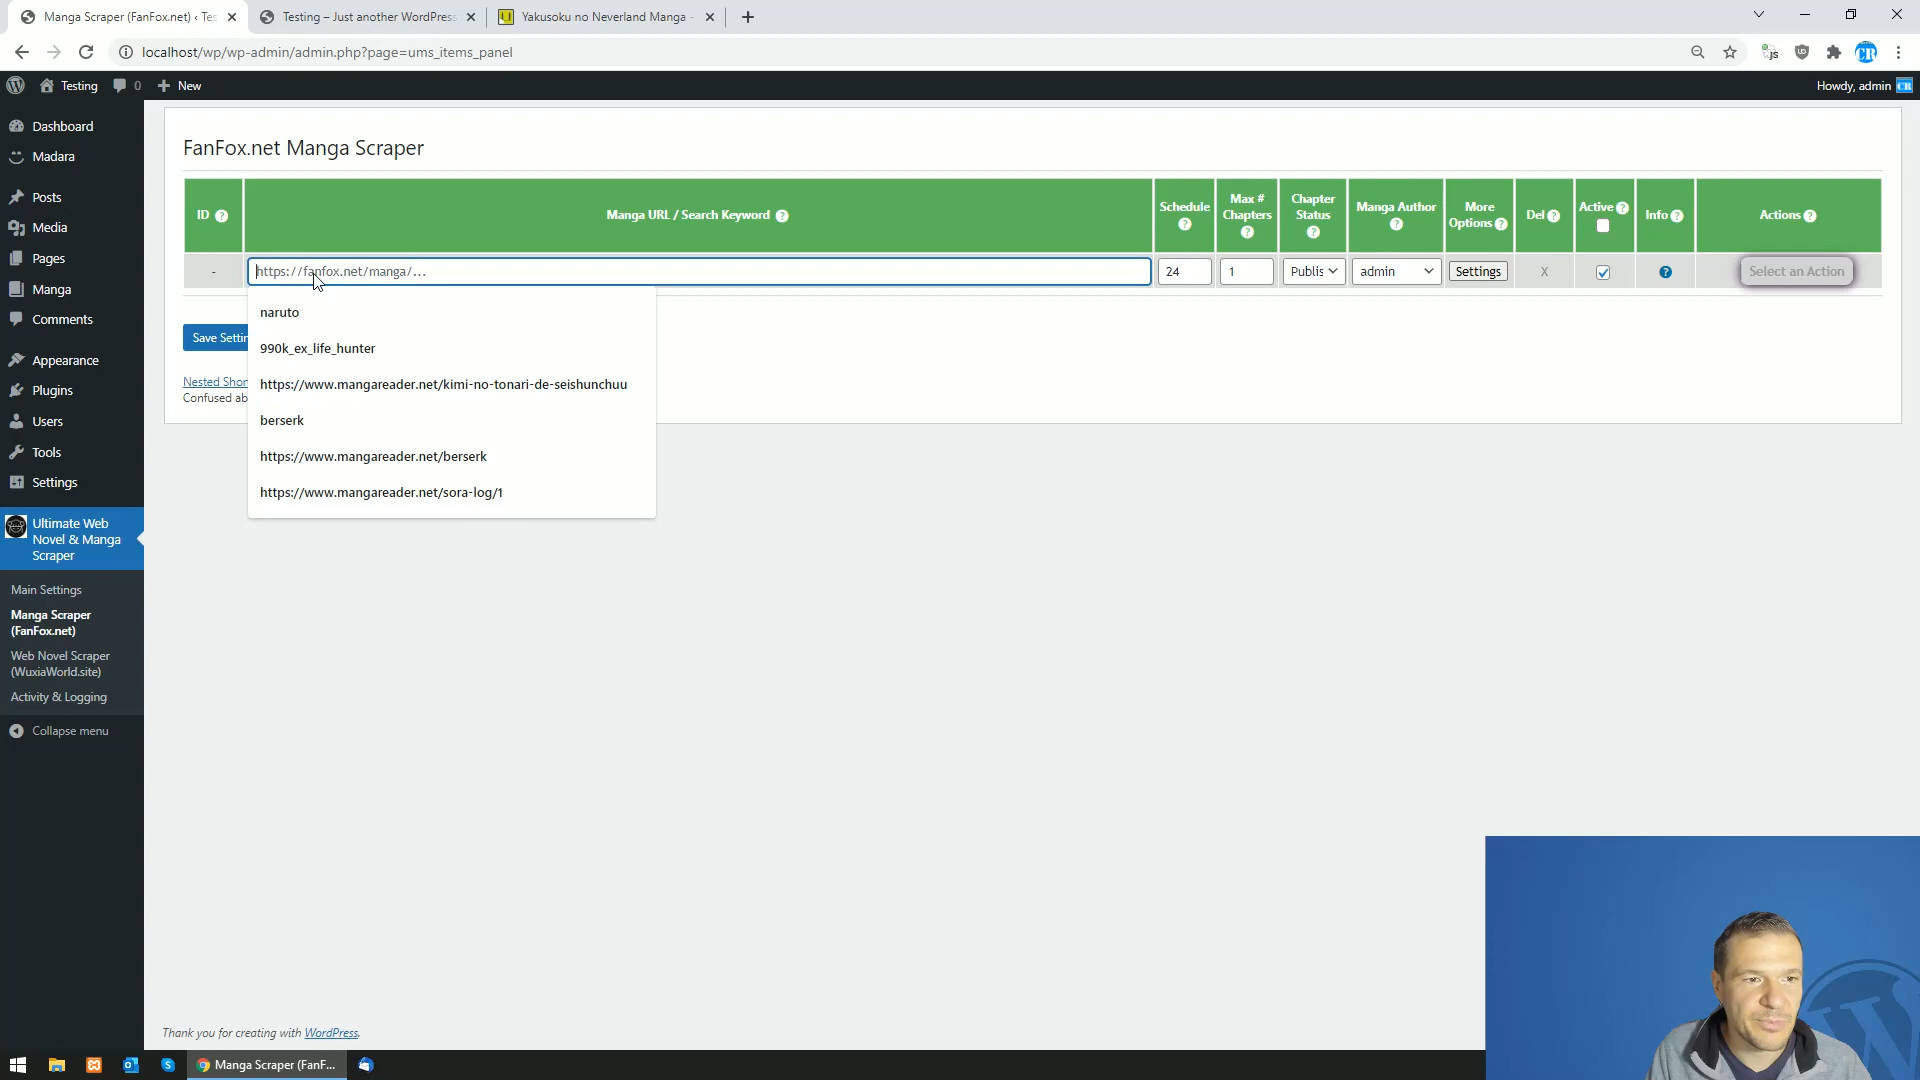 Manga Scraper (FanFox.net) ‹ Tes
Testing – Just another WordPress
Yakusoku no Neverland Manga -
localhost/wp/wp-admin/admin.php?page=ums_items_panel
JS
CR
Testing
0
New
Howdy, admin
CR
Dashboard
Madara
Posts
Media
Pages
Manga
Comments
Appearance
Plugins
Users
Tools
Settings
Ultimate Web
Novel & Manga
Scraper
Main Settings
Manga Scraper
(FanFox.net)
Web Novel Scraper
(WuxiaWorld.site)
Activity & Logging
Collapse menu
FanFox.net Manga Scraper
ID ?
Manga URL / Search Keyword ?
Schedule ?
Max # Chapters ?
Chapter Status ?
Manga Author ?
More Options ?
Del ?
Active ?
Info ?
Actions ?
-
https://fanfox.net/manga/...
24
1
Publis
admin
Settings
X
?
Select an Action
naruto
990k_ex_life_hunter
https://www.mangareader.net/kimi-no-tonari-de-seishunchuu
berserk
https://www.mangareader.net/berserk
https://www.mangareader.net/sora-log/1
Save Settin
Nested Shor
Confused ab
Thank you for creating with WordPress.
Manga Scraper (FanF...